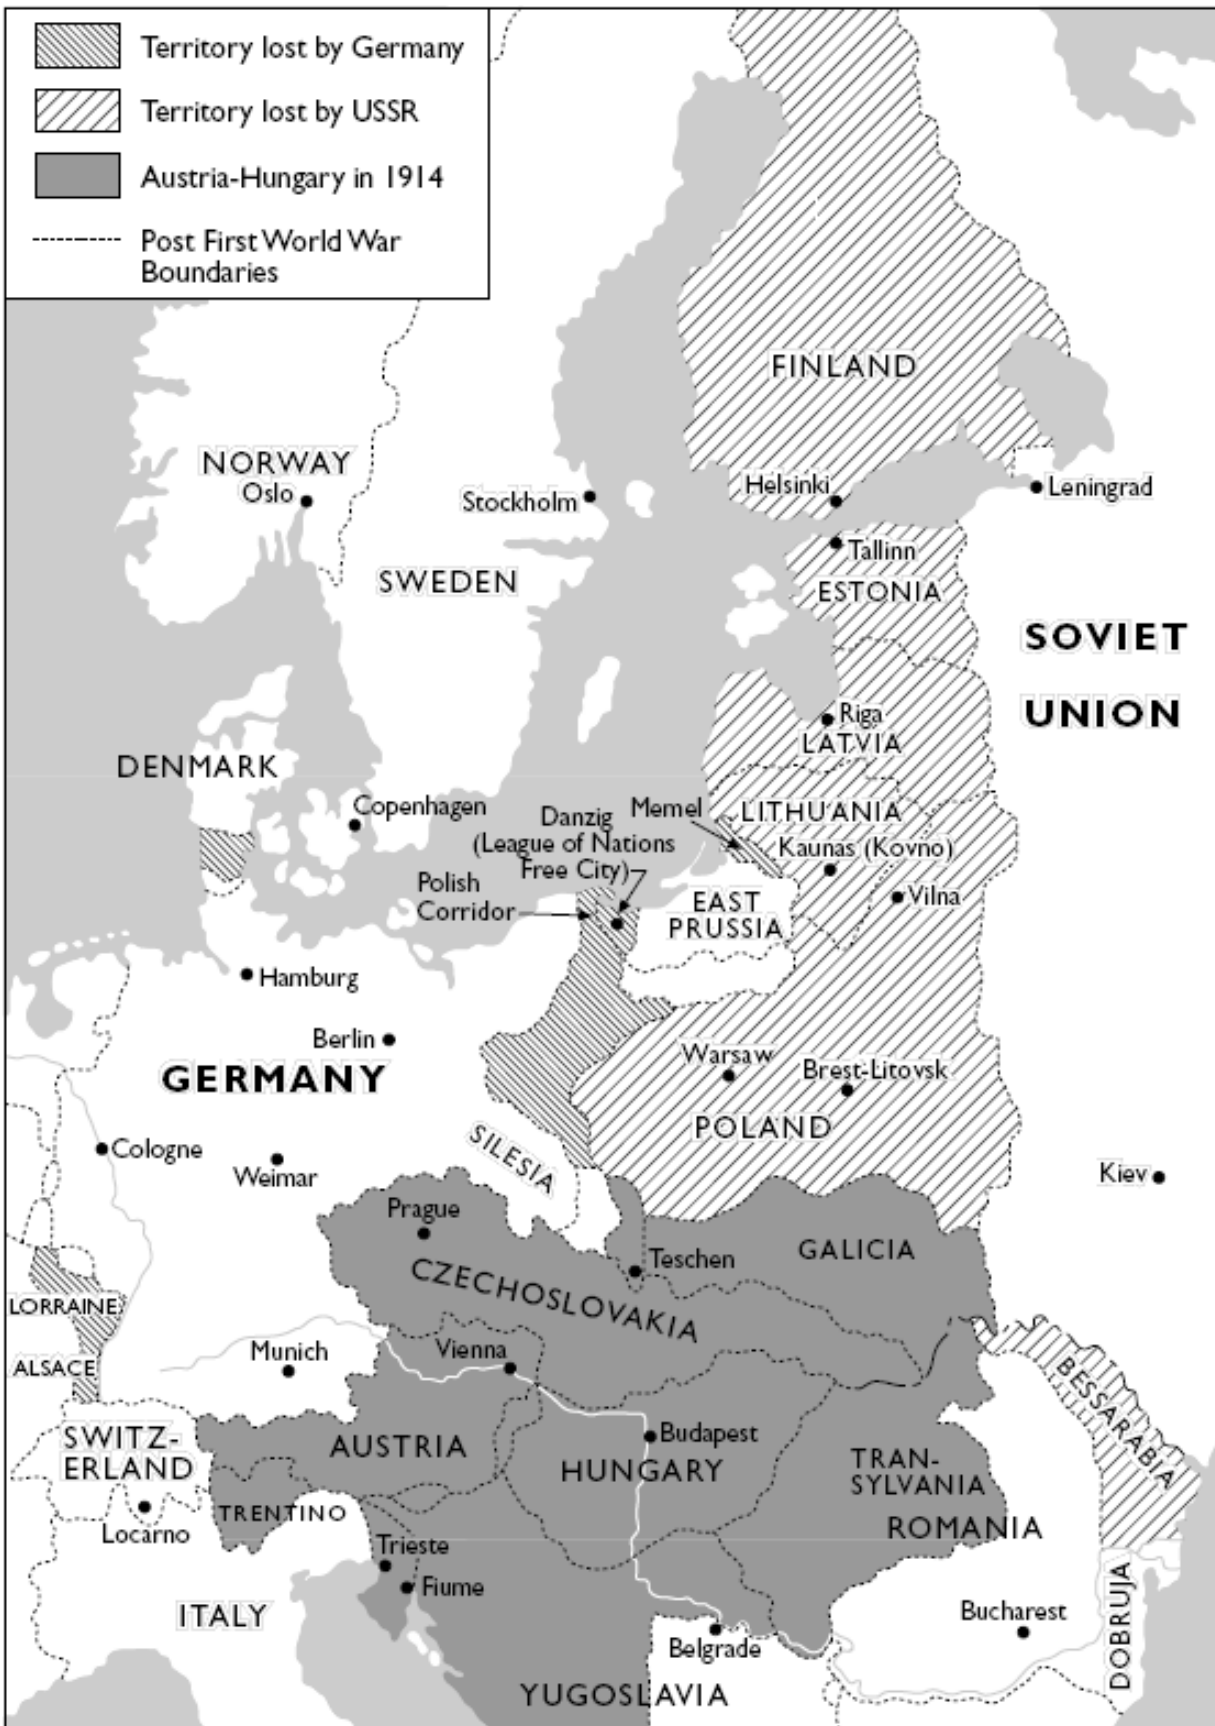 Territory lost by Germany
Territory lost by USSR
Austria-Hungary in 1914
Post First World War
Boundaries
FINLAND
NORWAY
Oslo
Stockholm
Helsinki
Leningrad
Tallinn
SWEDEN
ESTONIA
SOVIET
UNION
Riga
LATVIA
DENMARK
Copenhagen
Danzig
(League of Nations
Free City)
Memel
LITHUANIA
Kaunas (Kovno)
Polish
Corridor
EAST
PRUSSIA
Vilna
Hamburg
Berlin
GERMANY
Warsaw
Brest-Litovsk
POLAND
Cologne
Weimar
SILESIA
Kiev
Prague
Teschen
GALICIA
CZECHOSLOVAKIA
LORRAINE
ALSACE
Munich
Vienna
BESSARABIA
SWITZ-
ERLAND
AUSTRIA
Budapest
HUNGARY
TRAN-
SYLVANIA
TRENTINO
Locarno
ROMANIA
Trieste
Fiume
ITALY
Bucharest
DOBRUJA
Belgrade
YUGOSLAVIA